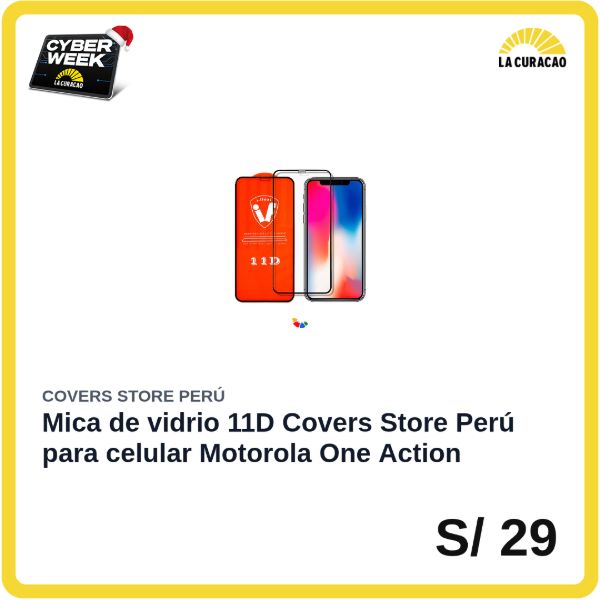 CYBER
WEEK
LA CURACAO
LA CURACAO
11D
COVERS STORE PERÚ
Mica de vidrio 11D Covers Store Perú
para celular Motorola One Action
S/ 29